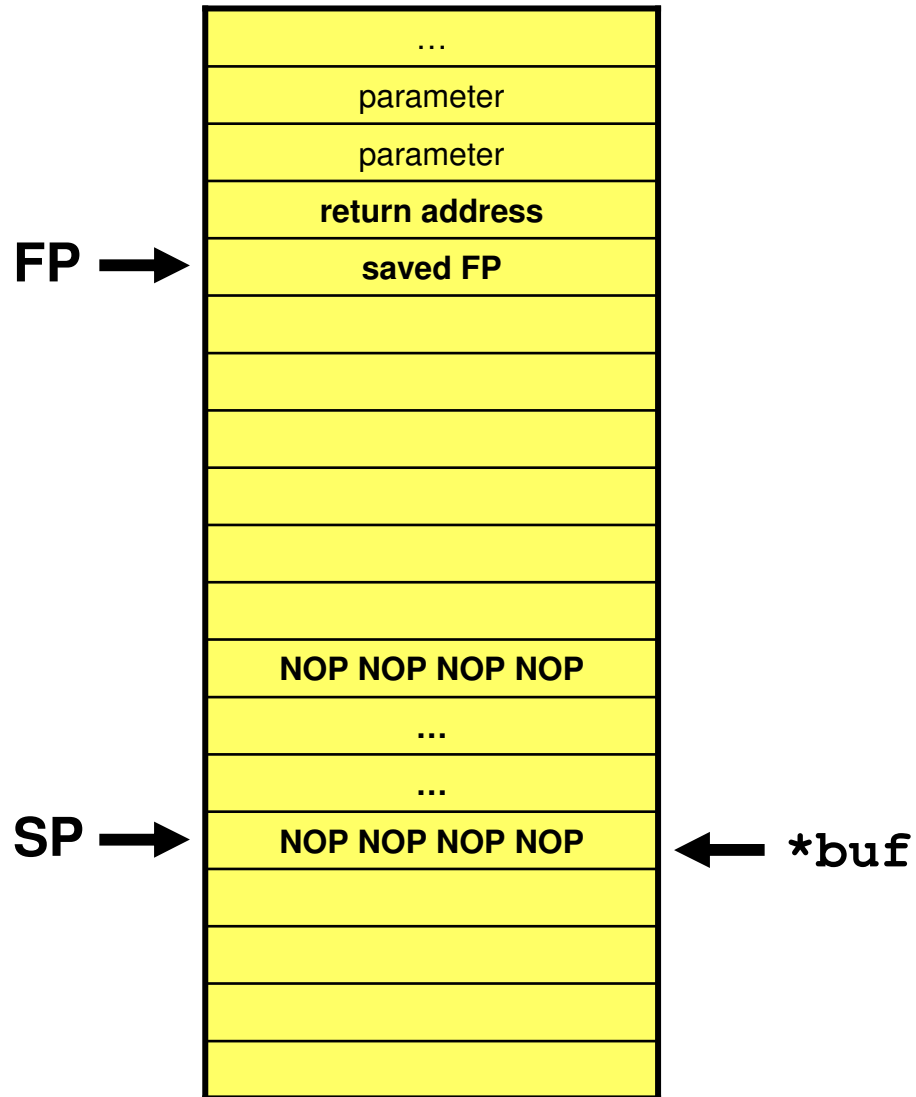 …
parameter
parameter
return address
FP
saved FP
NOP NOP NOP NOP
…
…
SP
NOP NOP NOP NOP
*buf